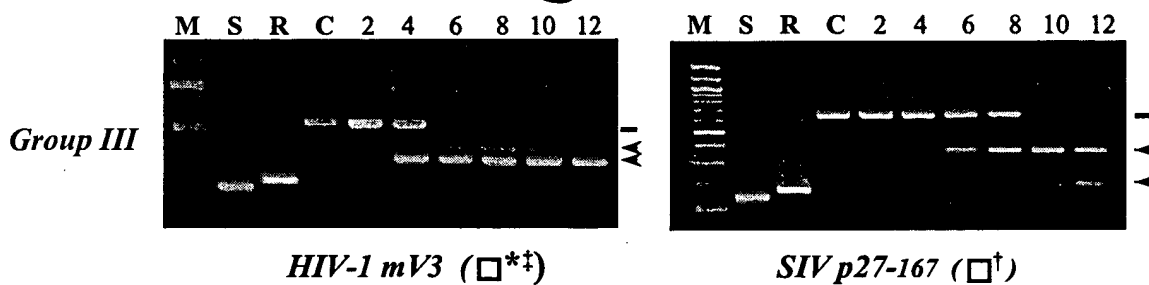 M S R C 2 4 6 8 10 12
M S R C 2 4 6 8 10 12
Group III
HIV-1 mV3 (□*‡)
SIV p27-167 (□†)